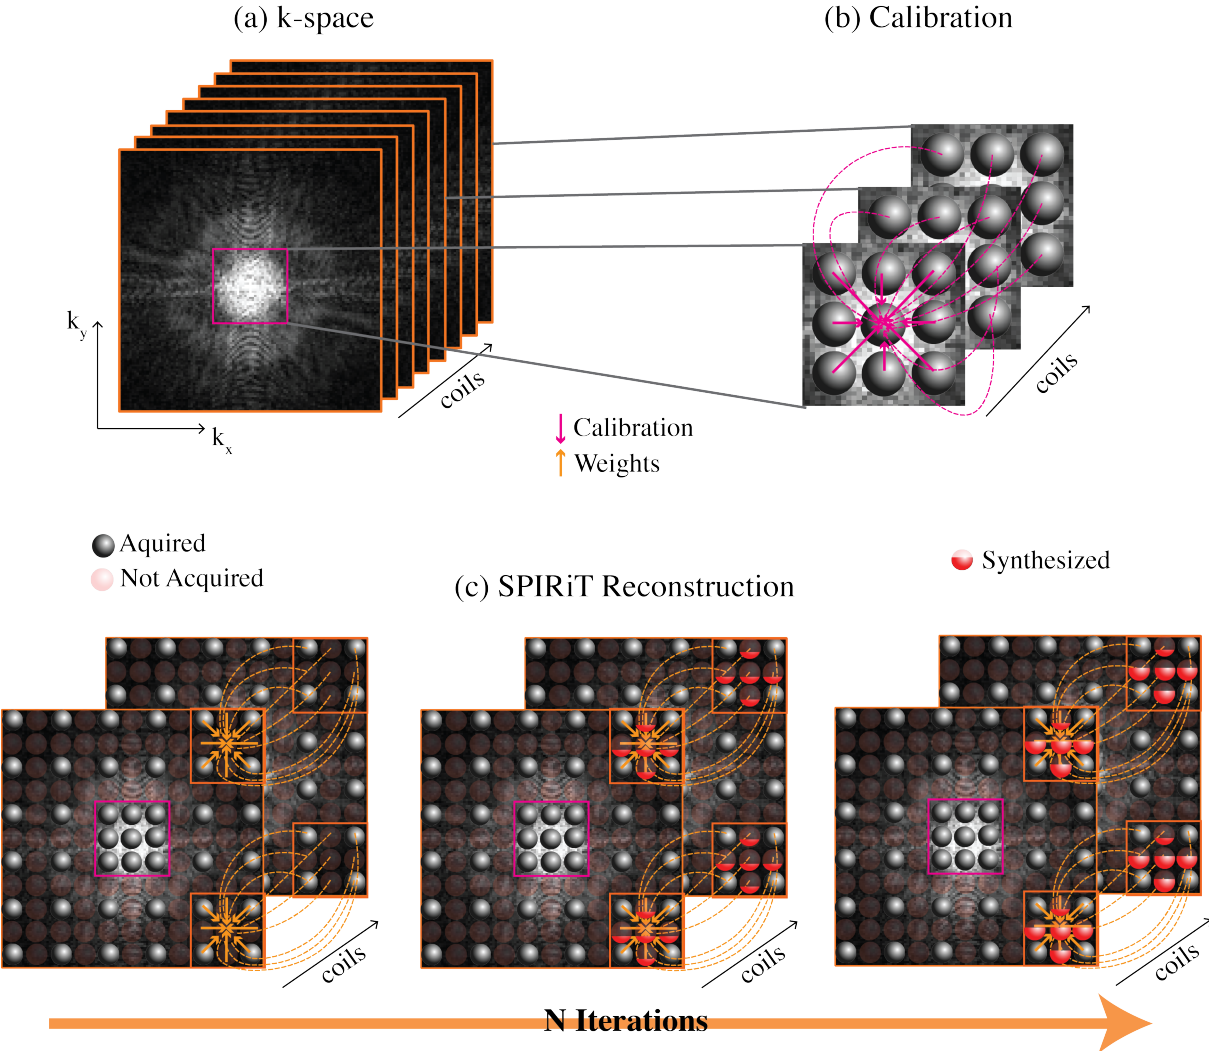 (a) k-space
(b) Calibration
ky
kx
coils
coils
Calibration
Weights
Aquired
Not Acquired
(c) SPIRiT Reconstruction
Synthesized
coils
coils
coils
N Iterations